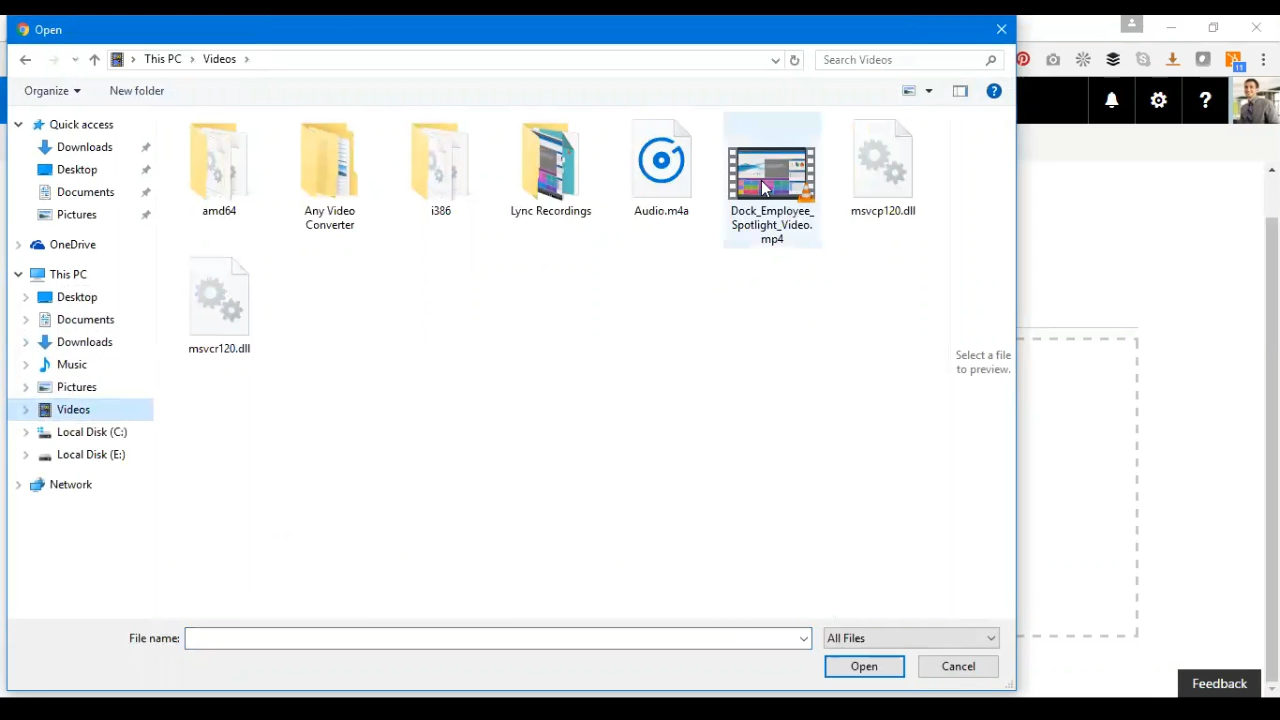 Open
This PC
Videos
Search Videos
Organize
New folder
11
Quick access
Downloads
Desktop
Documents
Pictures
OneDrive
This PC
Desktop
Documents
Downloads
Music
Pictures
Videos
Local Disk (C:)
Local Disk (E:)
Network
amd64
Any Video
Converter
i386
Lync Recordings
Audio.m4a
Dock_Employee_
Spotlight_Video.
mp4
msvcp120.dll
msvcr120.dll
Select a file
to preview.
File name:
All Files
Open
Cancel
Feedback